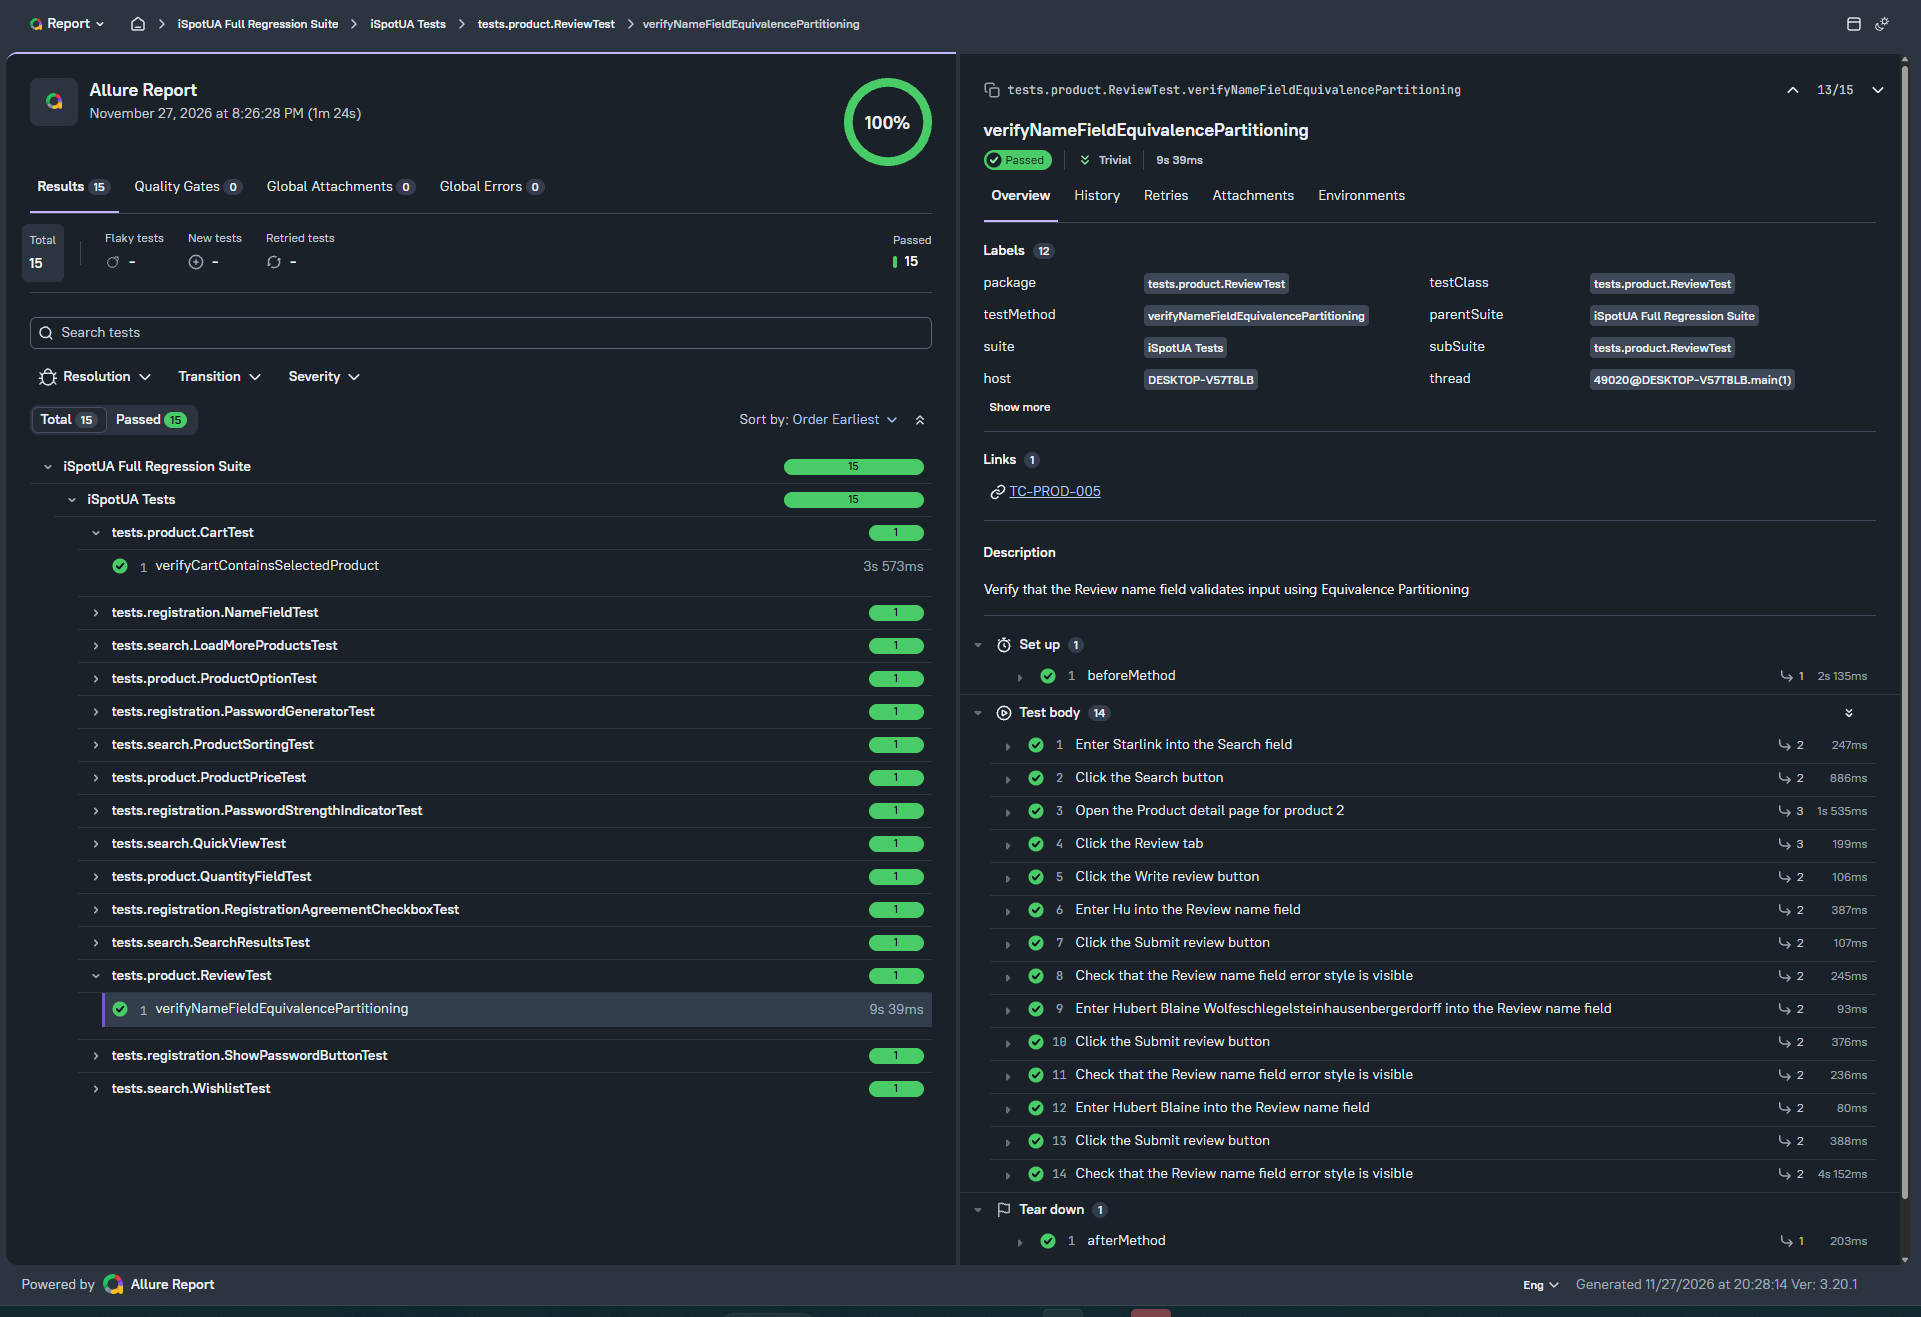 Report
iSpotUA Full Regression Suite
iSpotUA Tests
tests.product.ReviewTest
verifyNameFieldEquivalencePartitioning
Allure Report
November 27, 2026 at 8:26:28 PM (1m 24s)
100%
Results 15
Quality Gates 0
Global Attachments 0
Global Errors 0
Total
15
Flaky tests
-
New tests
-
Retried tests
-
Passed
15
Search tests
Resolution
Transition
Severity
Total 15
Passed 15
Sort by: Order Earliest
iSpotUA Full Regression Suite 15
iSpotUA Tests 15
tests.product.CartTest 1
1 verifyCartContainsSelectedProduct 3s 573ms
tests.registration.NameFieldTest 1
tests.search.LoadMoreProductsTest 1
tests.product.ProductOptionTest 1
tests.registration.PasswordGeneratorTest 1
tests.search.ProductSortingTest 1
tests.product.ProductPriceTest 1
tests.registration.PasswordStrengthIndicatorTest 1
tests.search.QuickViewTest 1
tests.product.QuantityFieldTest 1
tests.registration.RegistrationAgreementCheckboxTest 1
tests.search.SearchResultsTest 1
tests.product.ReviewTest 1
1 verifyNameFieldEquivalencePartitioning 9s 39ms
tests.registration.ShowPasswordButtonTest 1
tests.search.WishlistTest 1
tests.product.ReviewTest.verifyNameFieldEquivalencePartitioning
13/15
verifyNameFieldEquivalencePartitioning
Passed
Trivial
9s 39ms
Overview
History
Retries
Attachments
Environments
Labels 12
package tests.product.ReviewTest
testClass tests.product.ReviewTest
testMethod verifyNameFieldEquivalencePartitioning
parentSuite iSpotUA Full Regression Suite
suite iSpotUA Tests
subSuite tests.product.ReviewTest
host DESKTOP-V57T8LB
thread 49020@DESKTOP-V57T8LB.main(1)
Show more
Links 1
TC-PROD-005
Description
Verify that the Review name field validates input using Equivalence Partitioning
Set up 1
1 beforeMethod 1 2s 135ms
Test body 14
1 Enter Starlink into the Search field 2 247ms
2 Click the Search button 2 886ms
3 Open the Product detail page for product 2 3 1s 535ms
4 Click the Review tab 3 199ms
5 Click the Write review button 2 106ms
6 Enter Hu into the Review name field 2 387ms
7 Click the Submit review button 2 107ms
8 Check that the Review name field error style is visible 2 245ms
9 Enter Hubert Blaine Wolfeschlegelsteinhausenbergerdorff into the Review name field 2 93ms
10 Click the Submit review button 2 376ms
11 Check that the Review name field error style is visible 2 236ms
12 Enter Hubert Blaine into the Review name field 2 80ms
13 Click the Submit review button 2 388ms
14 Check that the Review name field error style is visible 2 4s 152ms
Tear down 1
1 afterMethod 1 203ms
Powered by Allure Report
Eng
Generated 11/27/2026 at 20:28:14 Ver: 3.20.1